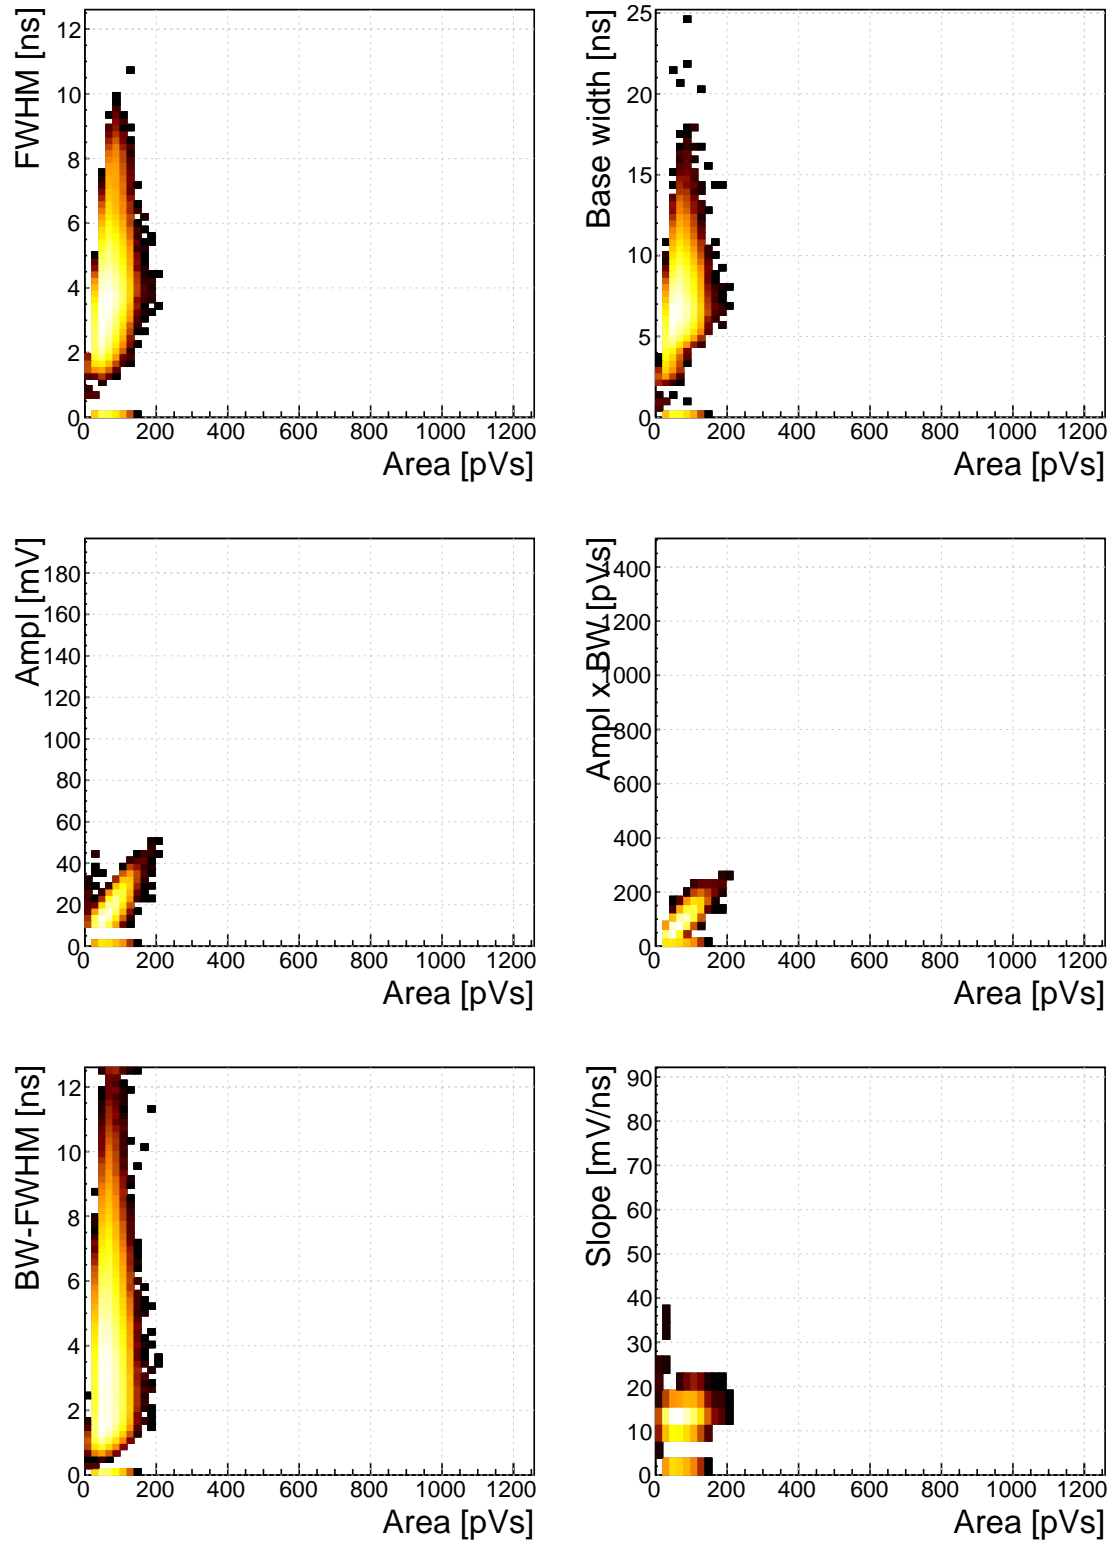 FWHM [ns]
12
10
8
6
4
2
0
0 200 400 600 800 1000 1200
Area [pVs]
Base width [ns]
25
20
15
10
5
0
0 200 400 600 800 1000 1200
Area [pVs]
Ampl [mV]
180
160
140
120
100
80
60
40
20
0
0 200 400 600 800 1000 1200
Area [pVs]
Ampl x BW [pVs]
1400
1200
1000
800
600
400
200
0
0 200 400 600 800 1000 1200
Area [pVs]
BW-FWHM [ns]
12
10
8
6
4
2
0
0 200 400 600 800 1000 1200
Area [pVs]
Slope [mV/ns]
90
80
70
60
50
40
30
20
10
0
0 200 400 600 800 1000 1200
Area [pVs]